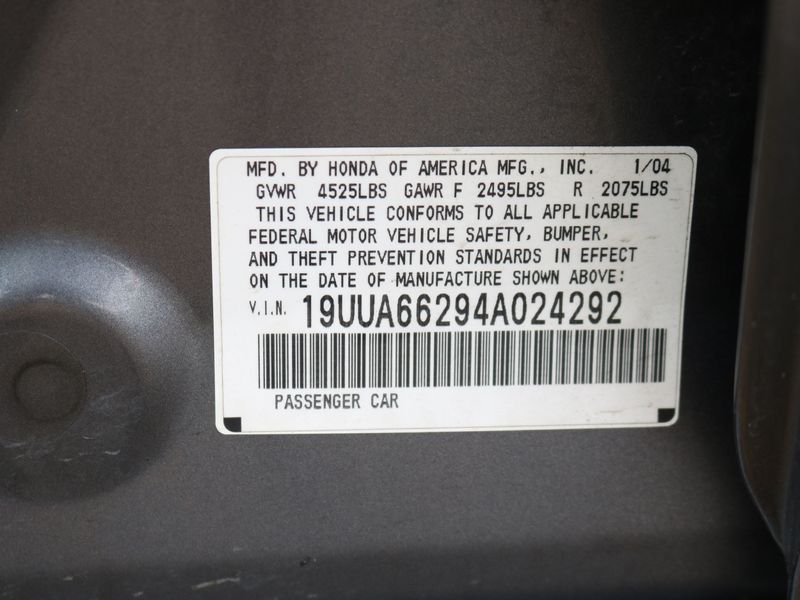 MFD. BY HONDA OF AMERICA MFG., INC. 1/04
GVWR 4525LBS GAWR F 2495LBS R 2075LBS
THIS VEHICLE CONFORMS TO ALL APPLICABLE
FEDERAL MOTOR VEHICLE SAFETY, BUMPER,
AND THEFT PREVENTION STANDARDS IN EFFECT
ON THE DATE OF MANUFACTURE SHOWN ABOVE:
V.I.N. 19UUA66294A024292
PASSENGER CAR